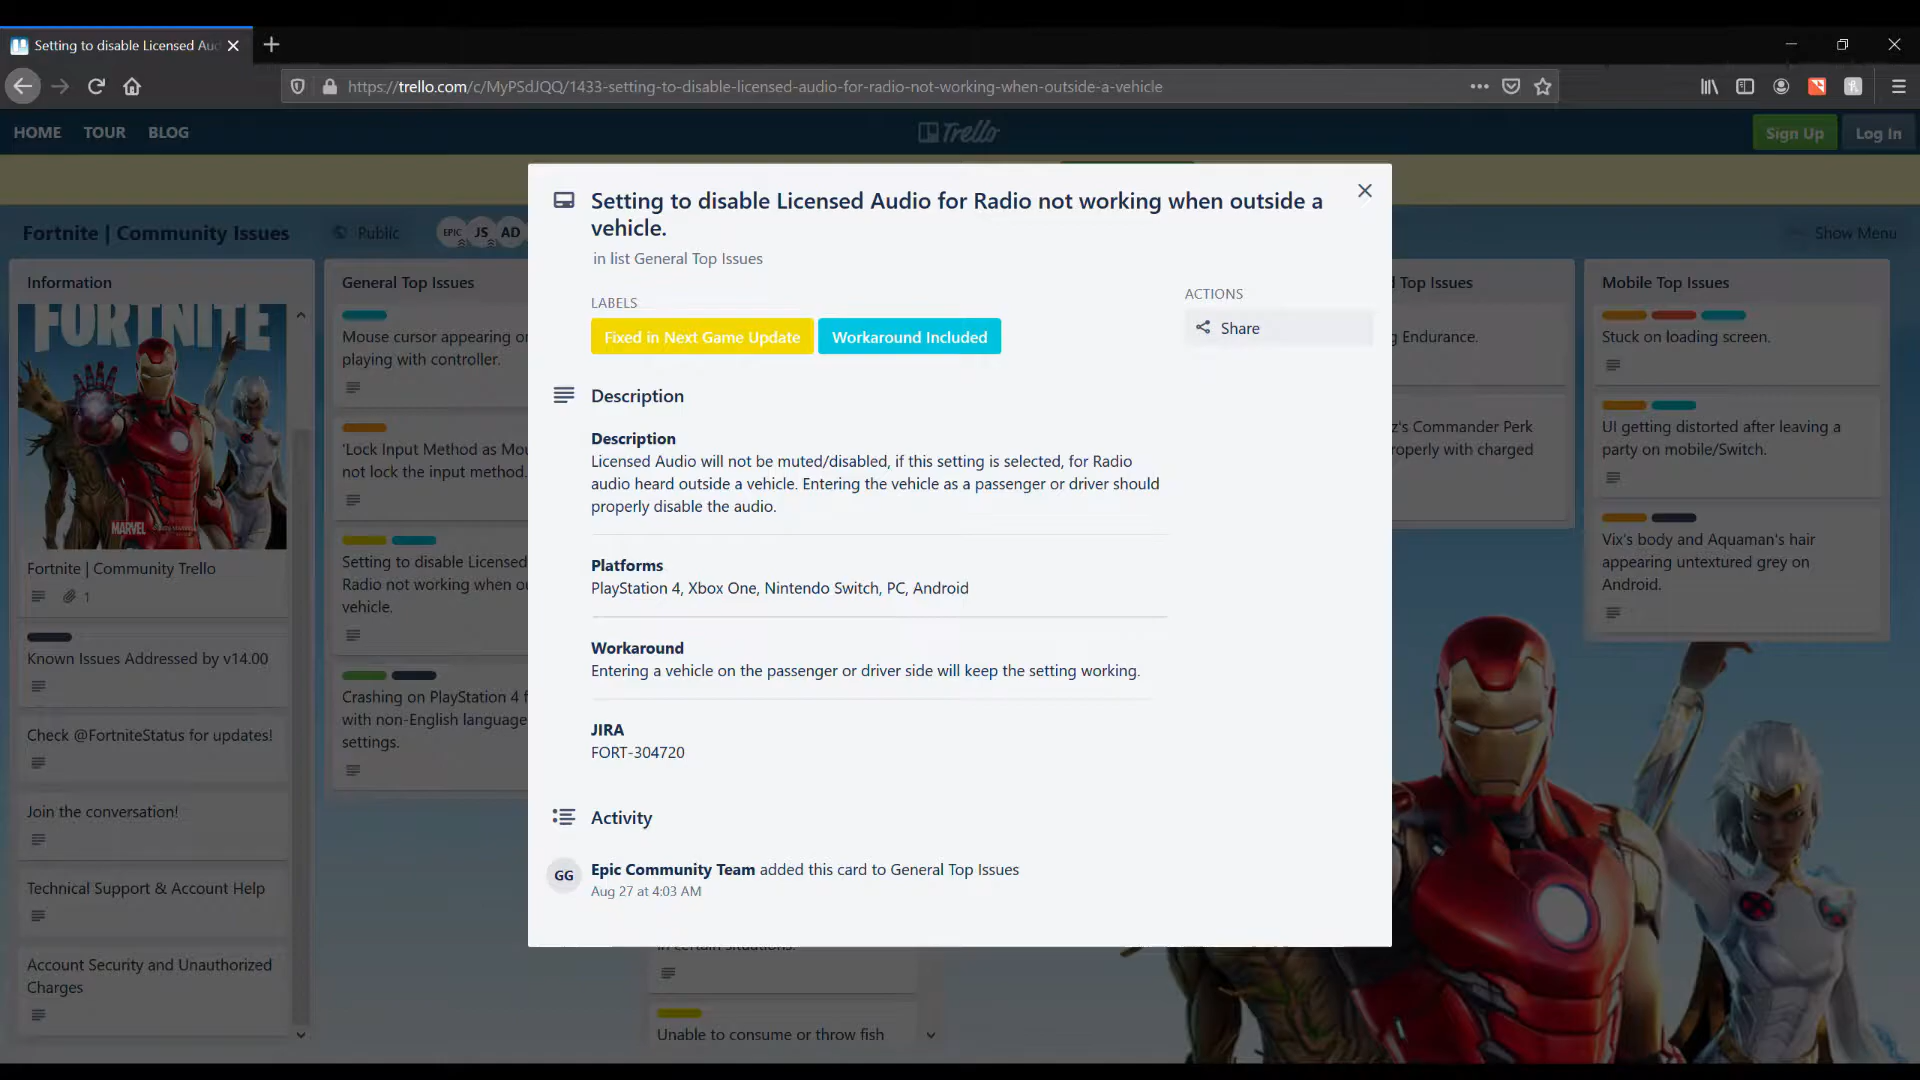 Setting to disable Licensed Au
https://trello.com/c/MyPSdJQQ/1433-setting-to-disable-licensed-audio-for-radio-not-working-when-outside-a-vehicle
HOME TOUR BLOG
Trello
Sign Up Log In
Fortnite | Community Issues
Public
EPIC JS AD
Show Menu
Information
FORTNITE
MARVEL
Fortnite | Community Trello
1
Known Issues Addressed by v14.00
Check @FortniteStatus for updates!
Join the conversation!
Technical Support & Account Help
Account Security and Unauthorized
Charges
General Top Issues
Mouse cursor appearing
playing with controller.
'Lock Input Method as Mou
not lock the input method.
Setting to disable Licensed
Radio not working when
vehicle.
Crashing on PlayStation 4
with non-English language
settings.
Setting to disable Licensed Audio for Radio not working when outside a
vehicle.
in list General Top Issues
LABELS
Fixed in Next Game Update Workaround Included
Description
Description
Licensed Audio will not be muted/disabled, if this setting is selected, for Radio
audio heard outside a vehicle. Entering the vehicle as a passenger or driver should
properly disable the audio.
Platforms
PlayStation 4, Xbox One, Nintendo Switch, PC, Android
Workaround
Entering a vehicle on the passenger or driver side will keep the setting working.
JIRA
FORT-304720
Activity
GG
Epic Community Team added this card to General Top Issues
Aug 27 at 4:03 AM
ACTIONS
Share
Unable to consume or throw fish
Top Issues
g Endurance.
z's Commander Perk
roperly with charged
Mobile Top Issues
Stuck on loading screen.
UI getting distorted after leaving a
party on mobile/Switch.
Vix's body and Aquaman's hair
appearing untextured grey on
Android.